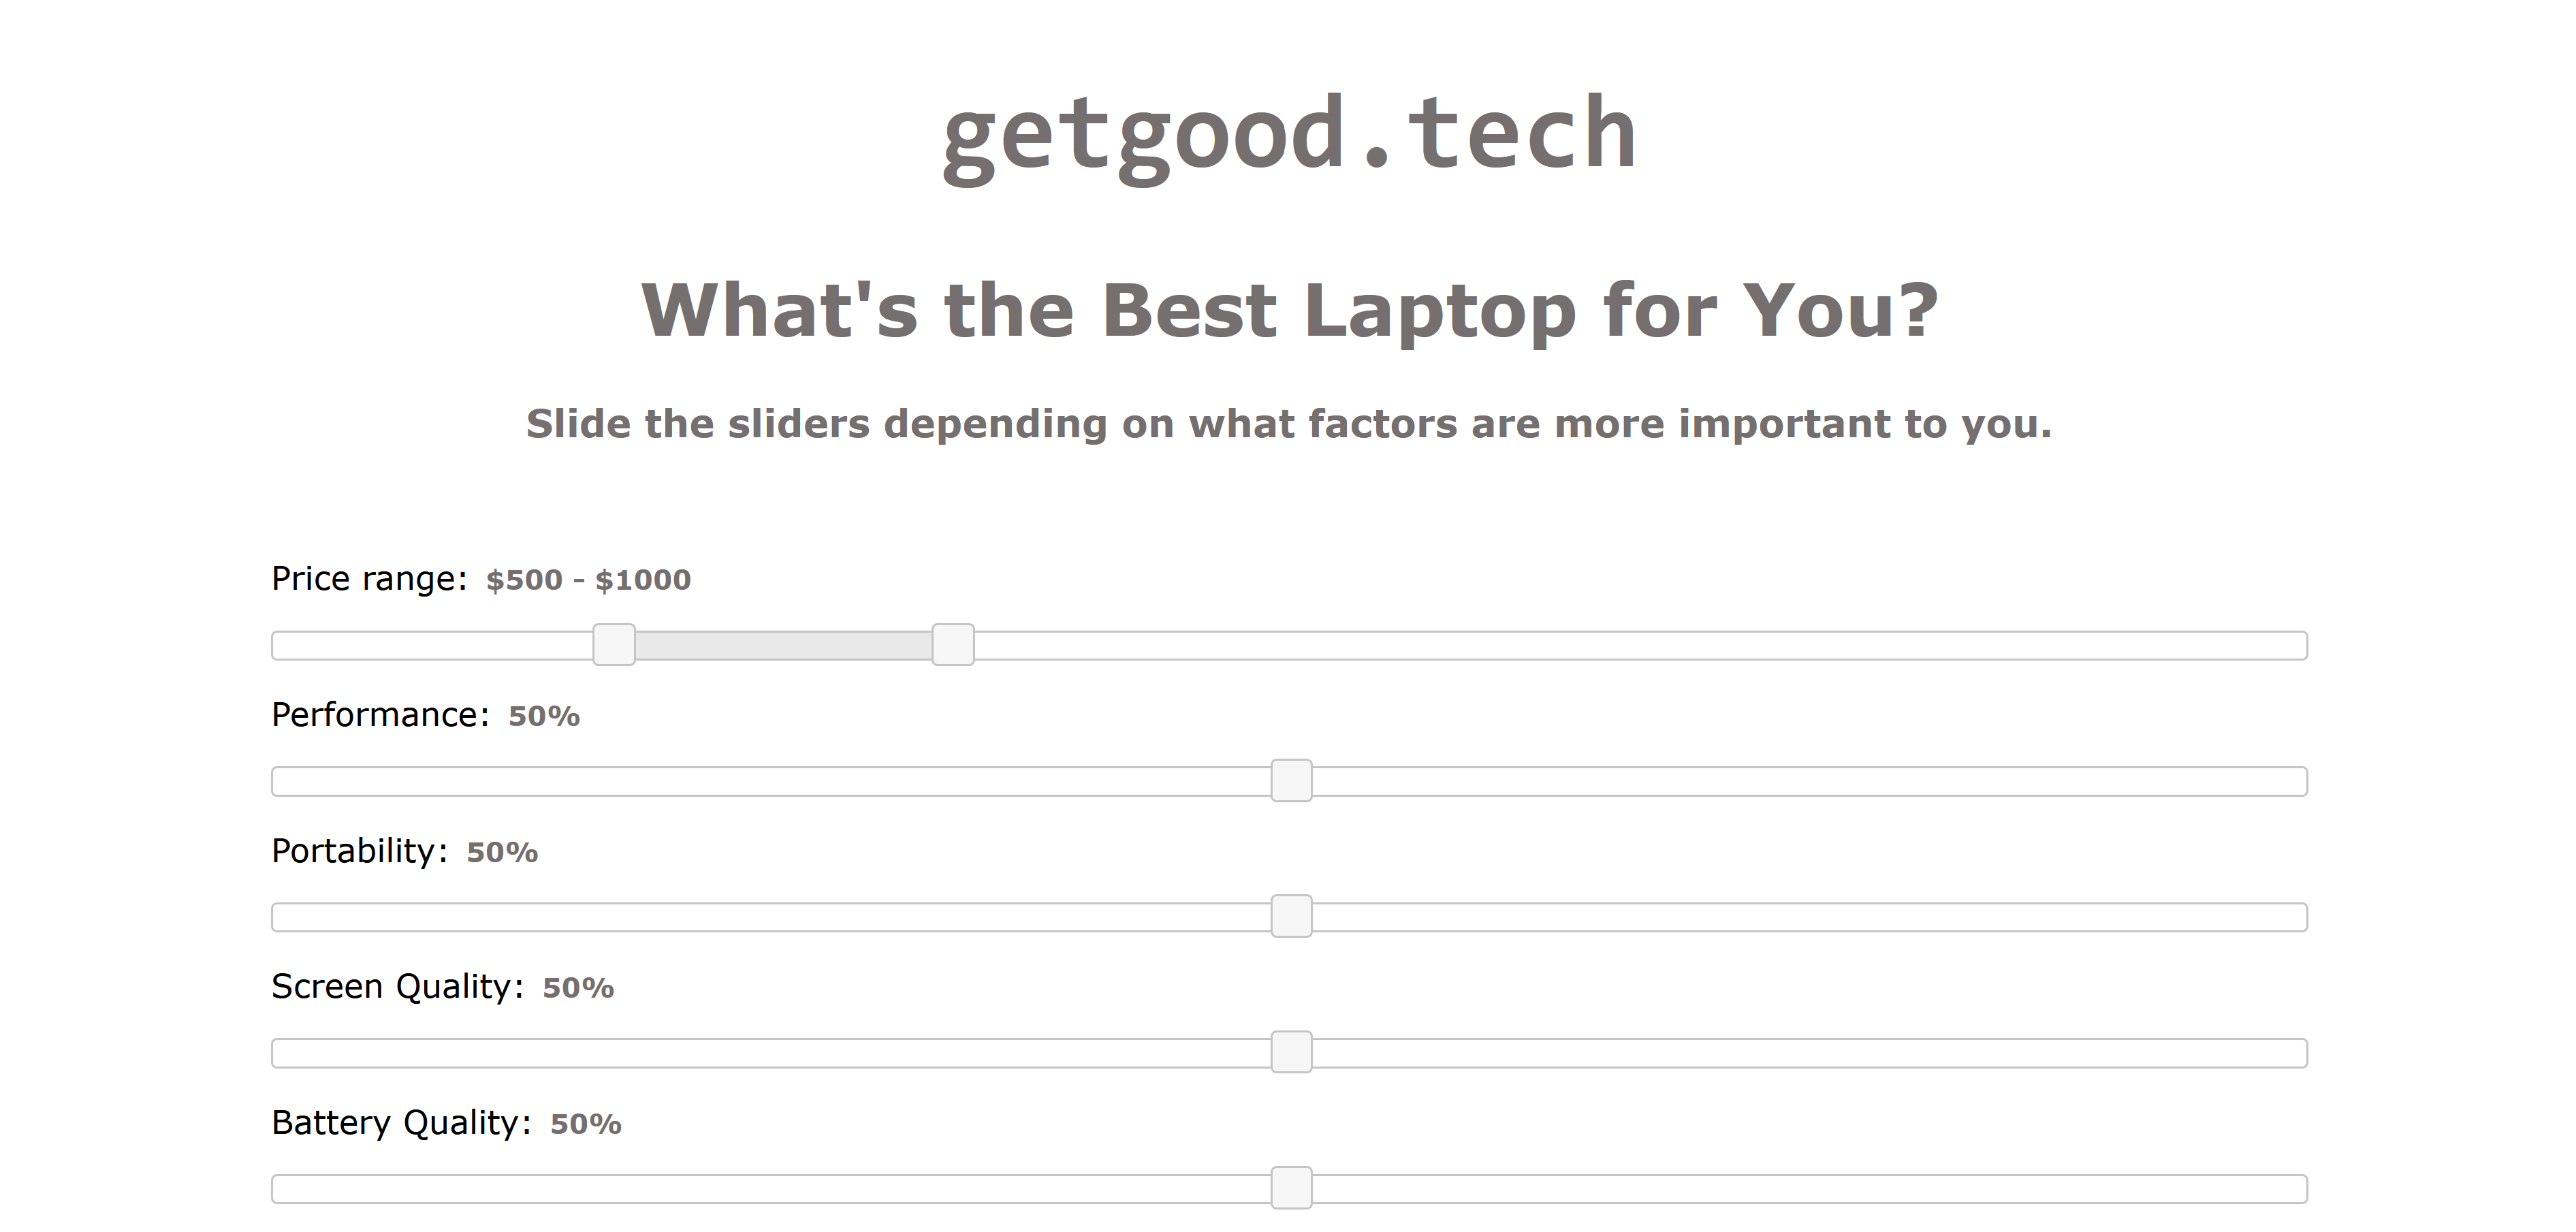 getgood.tech
What's the Best Laptop for You?
Slide the sliders depending on what factors are more important to you.
Price range: $500 - $1000
Performance: 50%
Portability: 50%
Screen Quality: 50%
Battery Quality: 50%